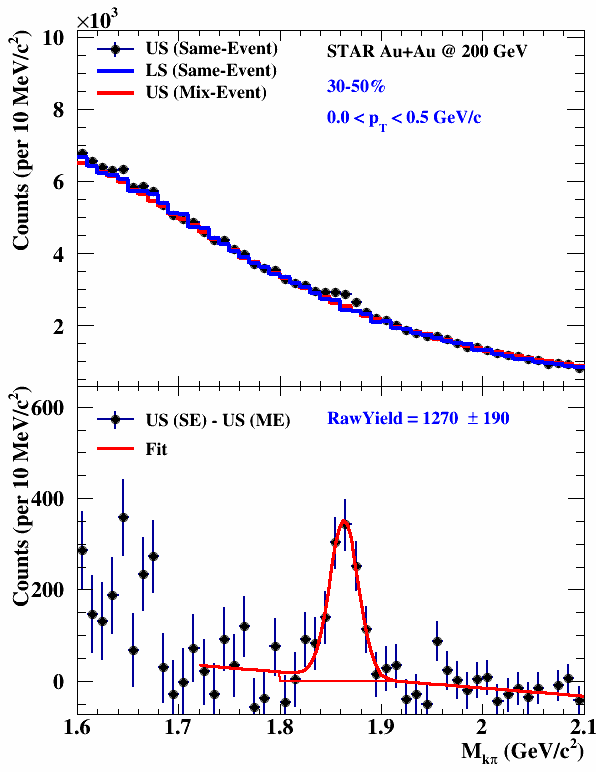 ×10³
10
8
6
4
2
Counts (per 10 MeV/c²)
US (Same-Event)
LS (Same-Event)
US (Mix-Event)
STAR Au+Au @ 200 GeV
30-50%
0.0 < p_T < 0.5 GeV/c
600
400
200
0
Counts (per 10 MeV/c²)
US (SE) - US (ME)
Fit
RawYield = 1270 ± 190
1.6 1.7 1.8 1.9 2 2.1
M_kπ (GeV/c²)